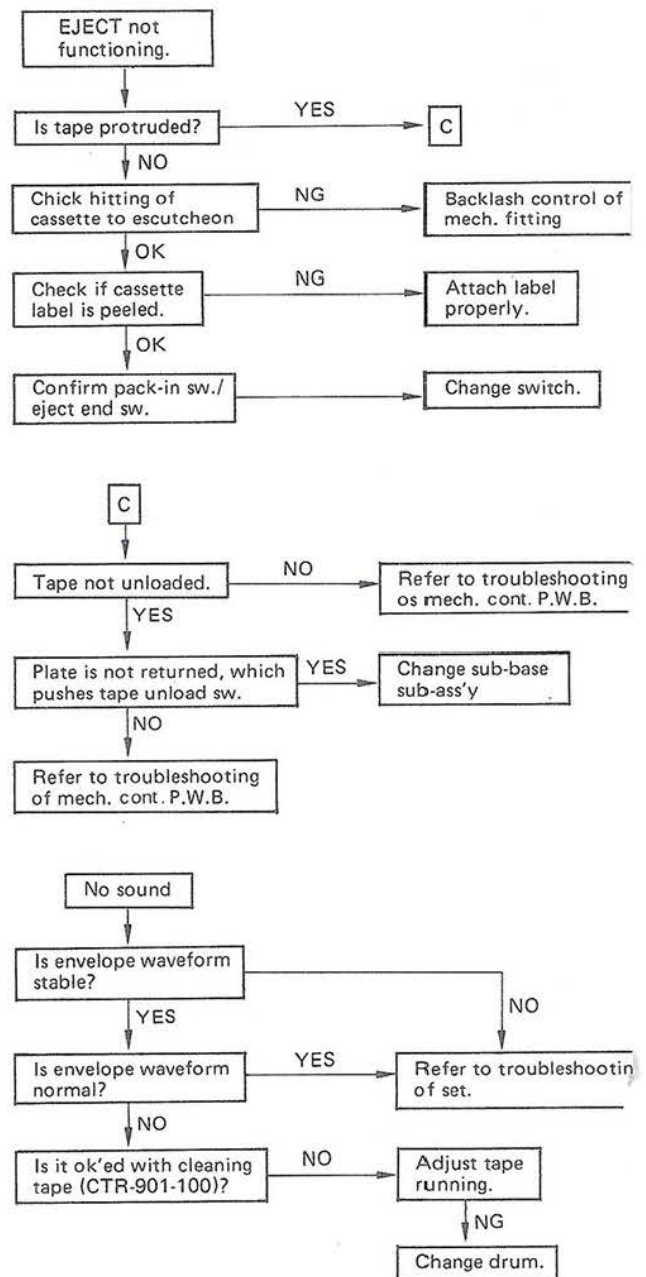 EJECT not
functioning.
Is tape protruded?
YES
C
NO
Chick hitting of
cassette to escutcheon
NG
Backlash control of
mech. fitting
OK
Check if cassette
label is peeled.
NG
Attach label
properly.
OK
Confirm pack-in sw./
eject end sw.
Change switch.
C
Tape not unloaded.
NO
Refer to troubleshooting
os mech. cont. P.W.B.
YES
Plate is not returned, which
pushes tape unload sw.
YES
Change sub-base
sub-ass'y
NO
Refer to troubleshooting
of mech. cont. P.W.B.
No sound
Is envelope waveform
stable?
NO
YES
Is envelope waveform
normal?
YES
Refer to troubleshootin
of set.
NO
Is it ok'ed with cleaning
tape (CTR-901-100)?
NO
Adjust tape
running.
NG
Change drum.